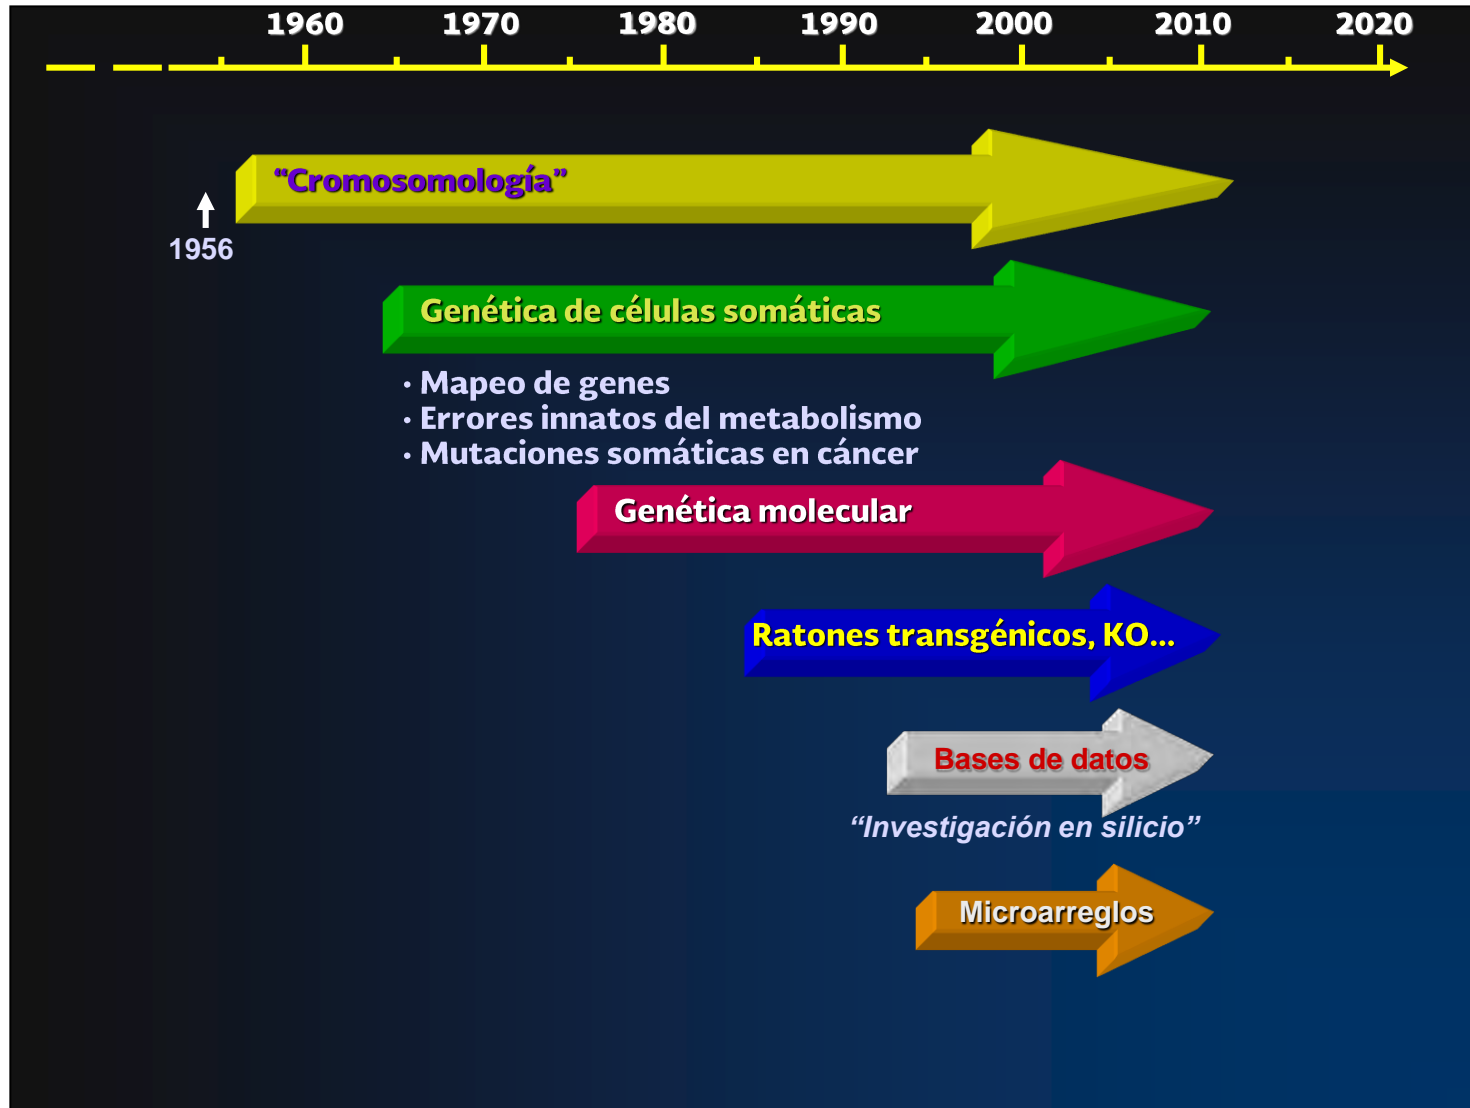 1960 1970 1980 1990 2000 2010 2020
“Cromosomología”
1956
Genética de células somáticas
· Mapeo de genes
· Errores innatos del metabolismo
· Mutaciones somáticas en cáncer
Genética molecular
Ratones transgénicos, KO...
Bases de datos
“Investigación en silicio”
Microarreglos